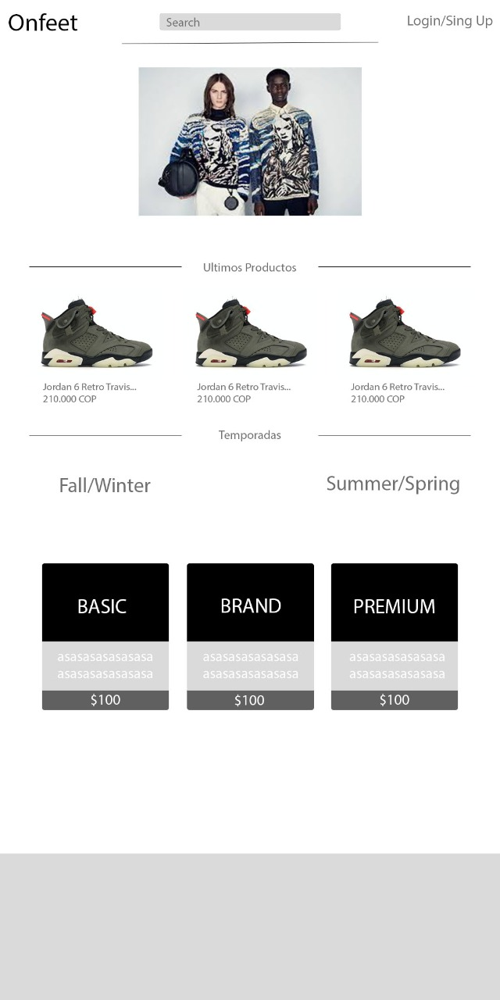 Onfeet
Search
Login/Sing Up
Ultimos Productos
Jordan 6 Retro Travis...
210.000 COP
Jordan 6 Retro Travis...
210.000 COP
Jordan 6 Retro Travis...
210.000 COP
Temporadas
Fall/Winter
Summer/Spring
BASIC
asasasasasasasa
asasasasasasasa
$100
BRAND
asasasasasasasa
asasasasasasasa
$100
PREMIUM
asasasasasasasa
asasasasasasasa
$100